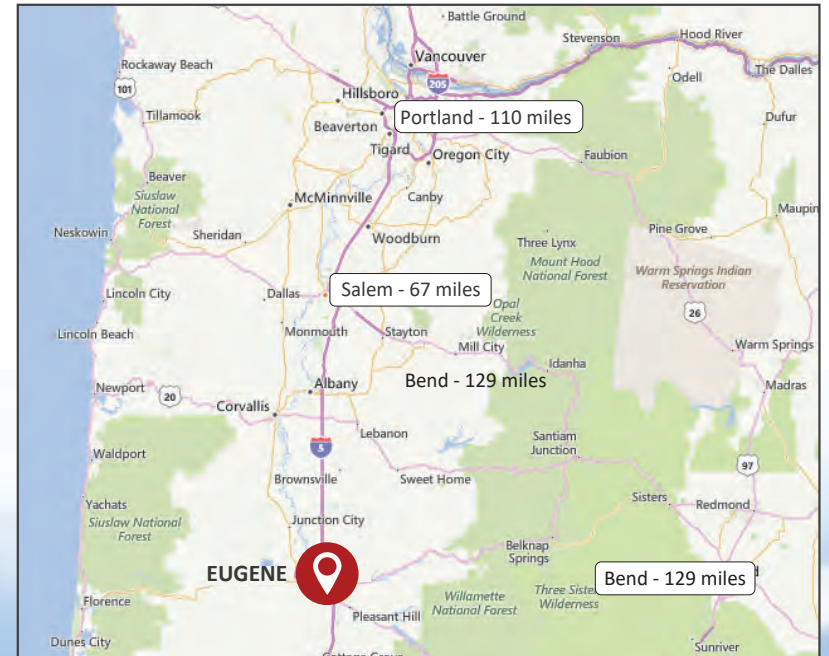 Battle Ground
Stevenson
Hood River
Vancouver
Rockaway Beach
205
Odell
The Dalles
101
Hillsboro
Tillamook
Portland - 110 miles
Dufur
Beaverton
Tigard
Oregon City
Faubion
Beaver
Siuslaw
National
Forest
McMinnville
Canby
Maupin
Neskowin
Sheridan
Woodburn
Three Lynx
Pine Grove
Mount Hood
National Forest
Warm Springs Indian
Reservation
Lincoln City
Dallas
Salem - 67 miles
Opal
Creek
Wilderness
26
Lincoln Beach
Monmouth
Stayton
Mill City
Warm Springs
Idanha
Newport
20
Albany
Bend - 129 miles
Madras
Corvallis
Lebanon
5
Santiam
Junction
Waldport
97
Brownsville
Sweet Home
Yachats
Sisters
Redmond
Siuslaw National
Forest
Junction City
Belknap
Springs
EUGENE
Bend - 129 miles
d
Willamette
National Forest
Three Sisters
Wilderness
Florence
Pleasant Hill
Dunes City
Sunriver
Cottage Grove